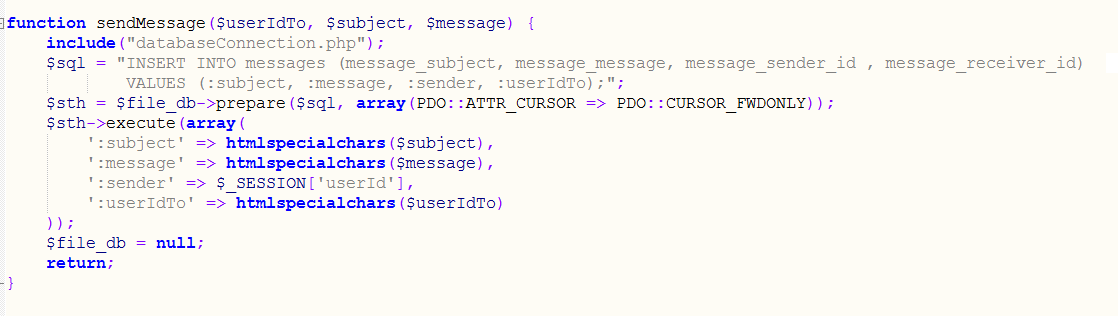 function sendMessage($userIdTo, $subject, $message) {
include("databaseConnection.php");
$sql = "INSERT INTO messages (message_subject, message_message, message_sender_id , message_receiver_id)
VALUES (:subject, :message, :sender, :userIdTo);";
$sth = $file_db->prepare($sql, array(PDO::ATTR_CURSOR => PDO::CURSOR_FWDONLY));
$sth->execute(array(
':subject' => htmlspecialchars($subject),
':message' => htmlspecialchars($message),
':sender' => $_SESSION['userId'],
':userIdTo' => htmlspecialchars($userIdTo)
));
$file_db = null;
return;
}